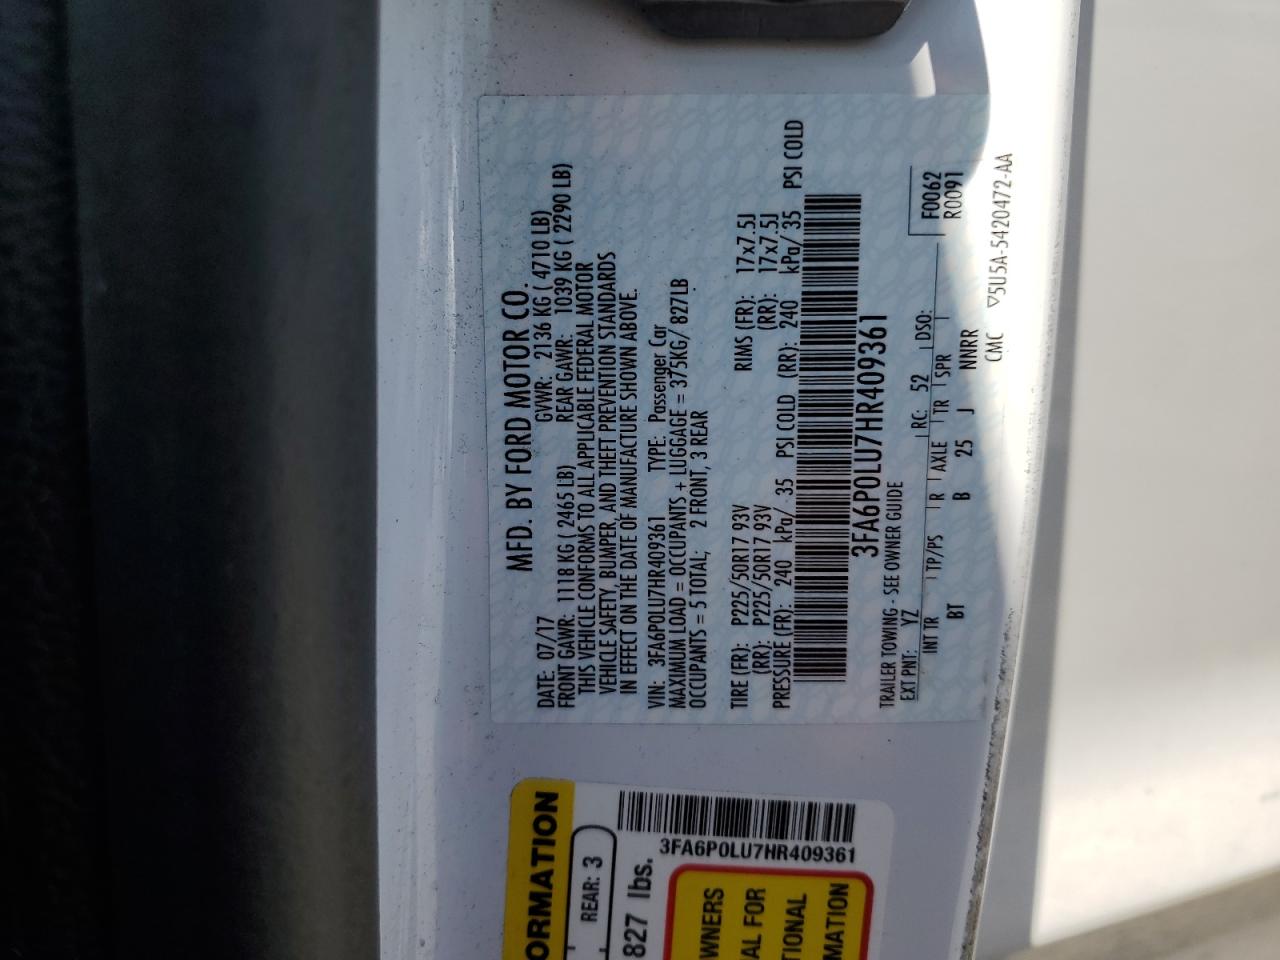 MFD. BY FORD MOTOR CO.
DATE: 07/17 GVWR: 2136 KG ( 4710 LB)
FRONT GAWR: 1118 KG ( 2465 LB) REAR GAWR: 1039 KG ( 2290 LB)
THIS VEHICLE CONFORMS TO ALL APPLICABLE FEDERAL MOTOR
VEHICLE SAFETY, BUMPER, AND THEFT PREVENTION STANDARDS
IN EFFECT ON THE DATE OF MANUFACTURE SHOWN ABOVE.
VIN: 3FA6P0LU7HR409361 TYPE: Passenger Car
MAXIMUM LOAD = OCCUPANTS + LUGGAGE = 375KG/ 827LB
OCCUPANTS = 5 TOTAL; 2 FRONT, 3 REAR
TIRE (FR): P225/50R17 93V RIMS (FR): 17x7.5J
(RR): P225/50R17 93V (RR): 17x7.5J
PRESSURE (FR): 240 kPa/ 35 PSI COLD (RR): 240 kPa/ 35 PSI COLD
3FA6P0LU7HR409361
TRAILER TOWING - SEE OWNER GUIDE
EXT PNT: YZ RC: 52 DSO: F0062
INT TR TP/PS R AXLE TR SPR R0091
BT B 25 J NNRR
CMC ▽5U5A-5420472-AA
ORMATION
REAR: 3
827 lbs.
3FA6P0LU7HR409361
WNERS
AL FOR
TIONAL
MATION